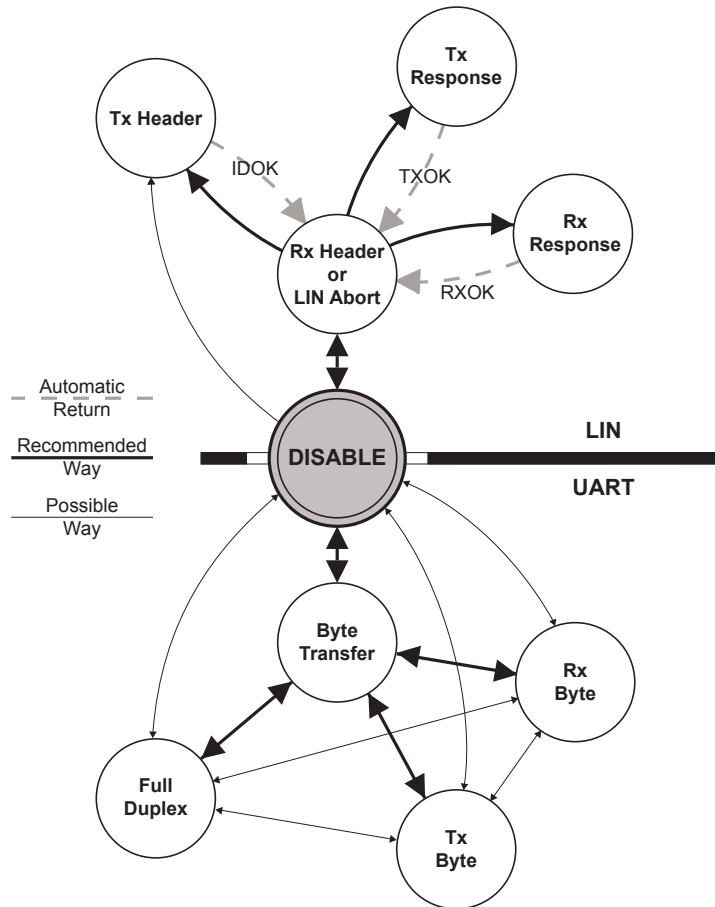 Tx
Response
Tx Header
IDOK
TXOK
Rx
Response
Rx Header
or
LIN Abort
RXOK
Automatic
Return
Recommended
Way
Possible
Way
DISABLE
LIN
UART
Byte
Transfer
Rx
Byte
Full
Duplex
Tx
Byte